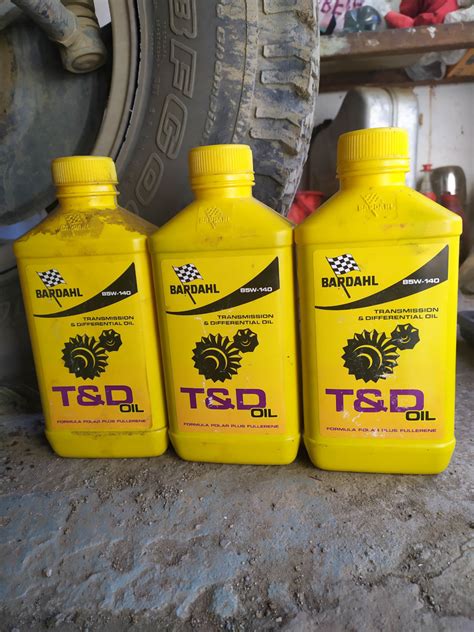 BFGO
BARDAHL
85W-140
TRANSMISSION
& DIFFERENTIAL OIL
T&D
OIL
FORMULA POLAR PLUS FULLERENE
BARDAHL
85W-140
TRANSMISSION
& DIFFERENTIAL OIL
T&D
OIL
FORMULA POLAR PLUS FULLERENE
BARDAHL
85W-140
TRANSMISSION
& DIFFERENTIAL OIL
T&D
OIL
FORMULA POLAR PLUS FULLERENE